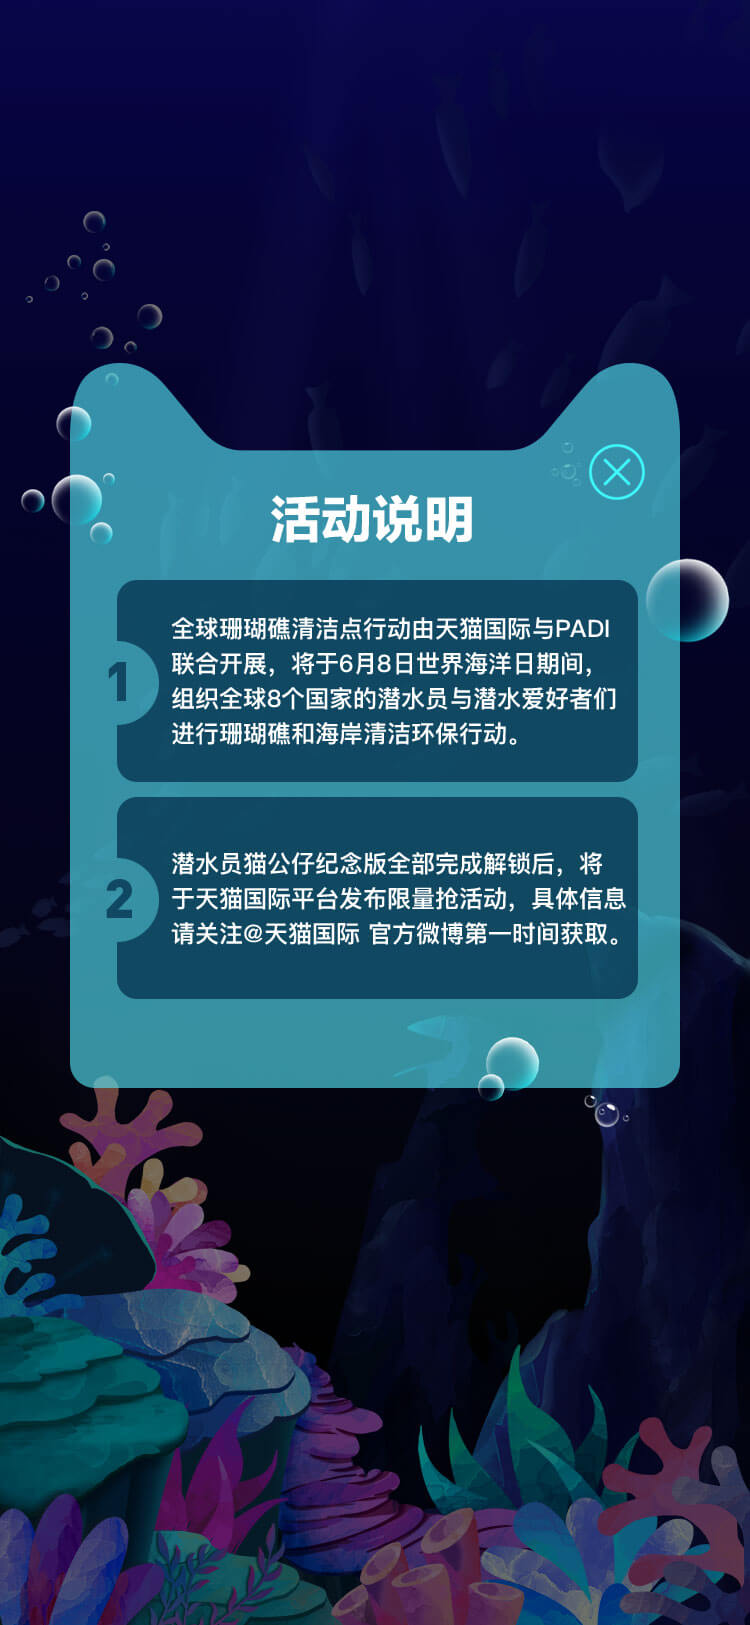 活动说明
1
全球珊瑚礁清洁点行动由天猫国际与PADI
联合开展，将于6月8日世界海洋日期间，
组织全球8个国家的潜水员与潜水爱好者们
进行珊瑚礁和海岸清洁环保行动。
2
潜水员猫公仔纪念版全部完成解锁后，将
于天猫国际平台发布限量抢活动，具体信息
请关注@天猫国际 官方微博第一时间获取。